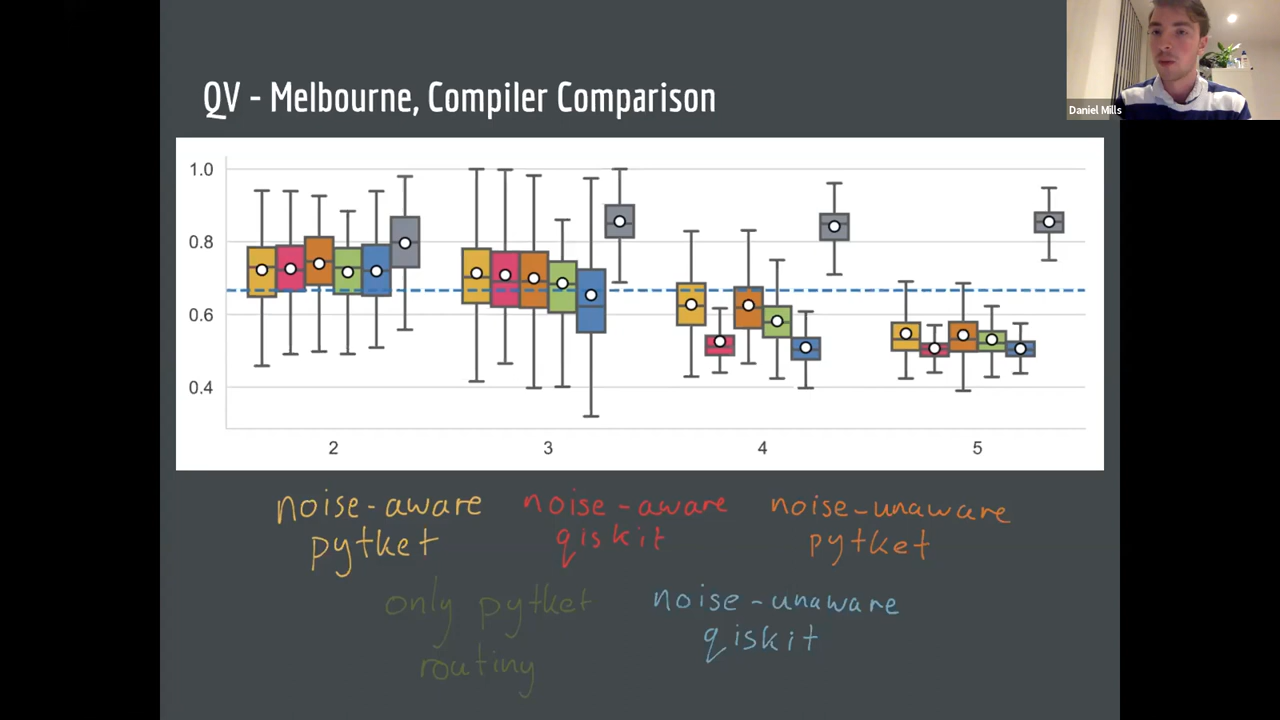 Daniel Mills
QV - Melbourne, Compiler Comparison
1.0
0.8
0.6
0.4
2 3 4 5
noise-aware pytket
noise-aware qiskit
noise-unaware pytket
only pytket routing
noise-unaware qiskit